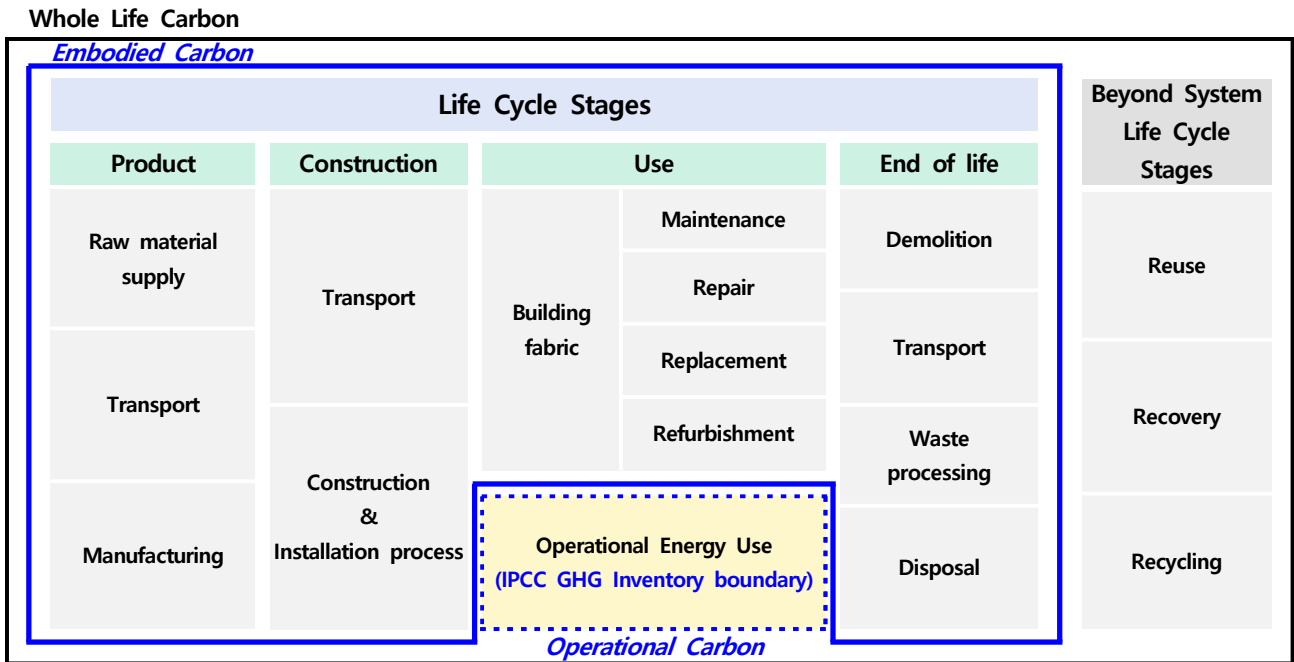 Whole Life Carbon
Embodied Carbon
Life Cycle Stages
Product
Raw material
supply
Transport
Manufacturing
Construction
Transport
Construction
&
Installation process
Use
Building
fabric
Maintenance
Repair
Replacement
Refurbishment
Operational Energy Use
(IPCC GHG Inventory boundary)
Operational Carbon
End of life
Demolition
Transport
Waste
processing
Disposal
Beyond System
Life Cycle
Stages
Reuse
Recovery
Recycling